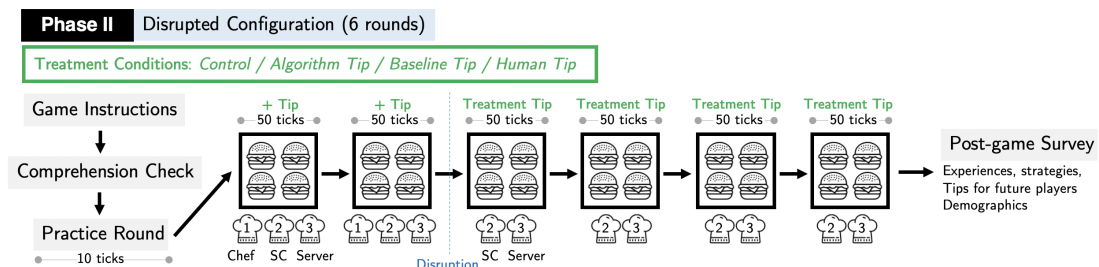 Phase II Disrupted Configuration (6 rounds)
Treatment Conditions: Control / Algorithm Tip / Baseline Tip / Human Tip
Game Instructions
Comprehension Check
Practice Round
10 ticks
+ Tip + Tip Treatment Tip Treatment Tip Treatment Tip Treatment Tip
50 ticks 50 ticks 50 ticks 50 ticks 50 ticks 50 ticks
1 2 3 1 2 3 2 3 2 3 2 3 2 3
Chef SC Server SC Server
Disruption
Post-game Survey
Experiences, strategies,
Tips for future players
Demographics